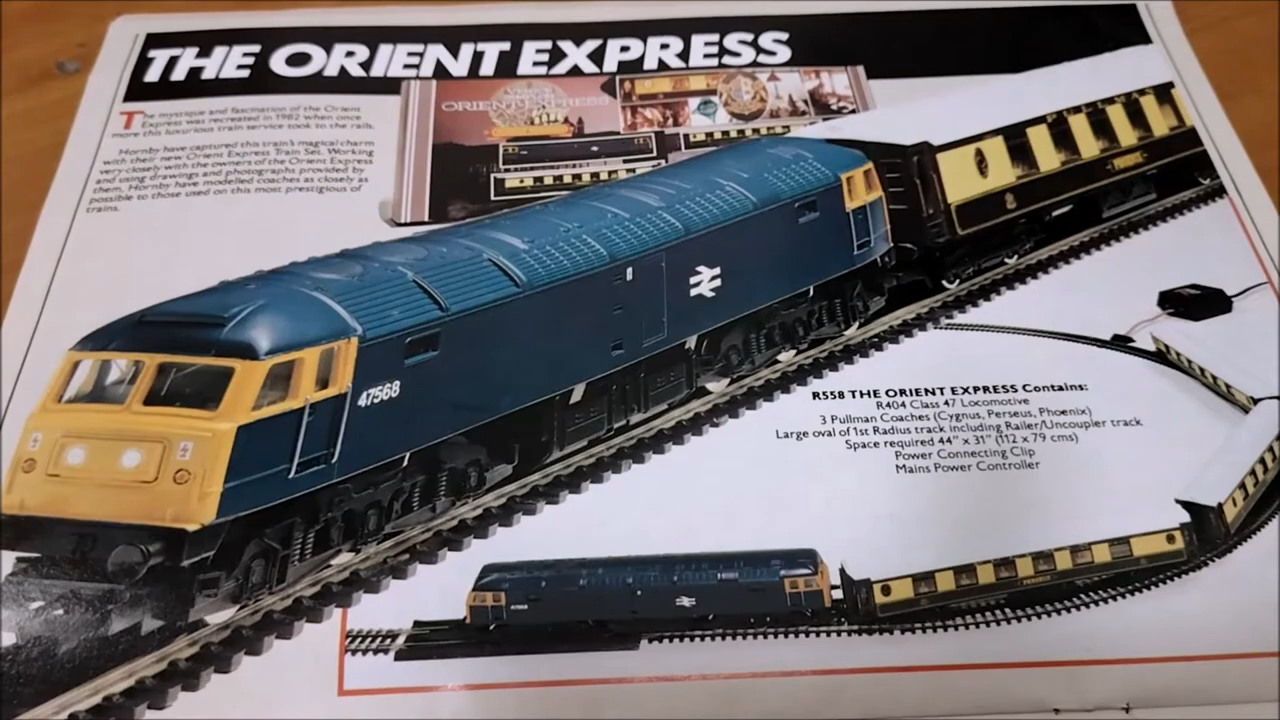 THE ORIENT EXPRESS
The mystique and fascination of the Orient
Express was recreated in 1982 when once
more this luxurious train service took to the rails.
Hornby have captured this train's magical charm
with their new Orient Express Train Set. Working
very closely with the owners of the Orient Express
and using drawings and photographs provided by
them, Hornby have modelled coaches as closely as
possible to those used on this most prestigious of
trains.
ORIENT-EXPRESS
PULLMAN
47568
R558 THE ORIENT EXPRESS Contains:
R404 Class 47 Locomotive
3 Pullman Coaches (Cygnus, Perseus, Phoenix)
Large oval of 1st Radius track including Railer/Uncoupler track
Space required 44" x 31" (112 x 79 cms)
Power Connecting Clip
Mains Power Controller
47568